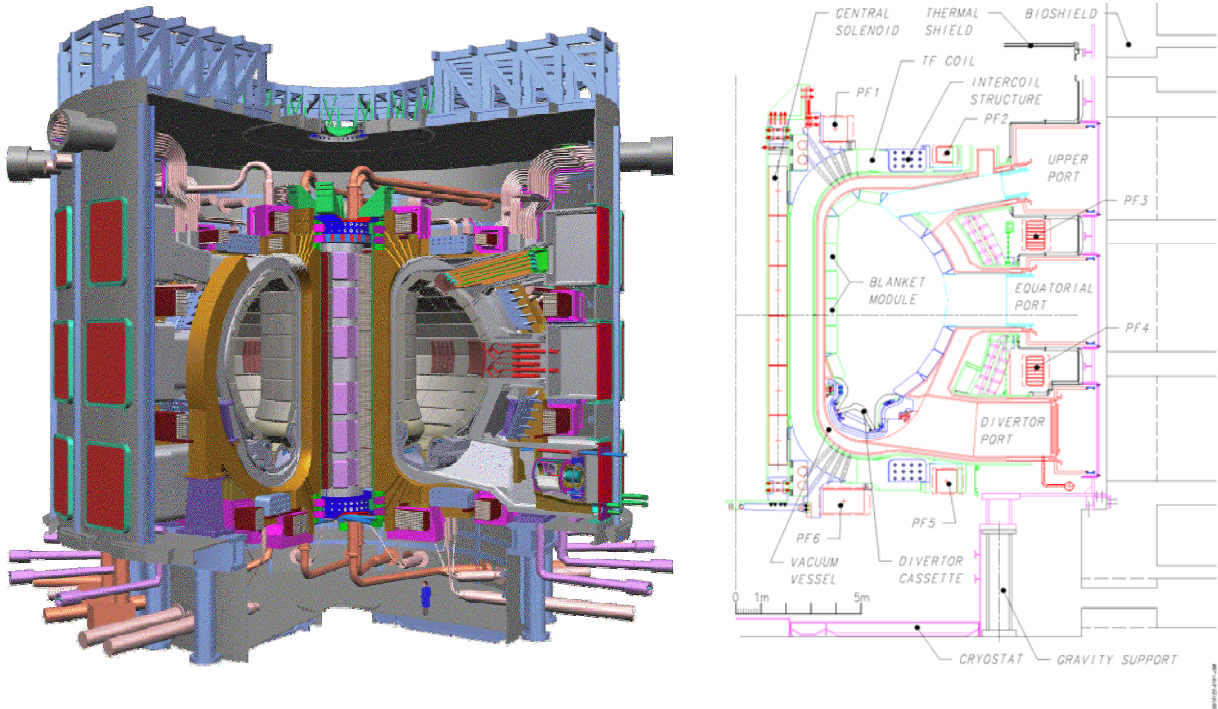 CENTRAL
SOLENOID
THERMAL
SHIELD
BIOSHIELD
TF COIL
INTERCOIL
STRUCTURE
PF1
PF2
UPPER
PORT
PF3
BLANKET
MODULE
EQUATORIAL
PORT
PF4
DIVERTOR
PORT
PF5
PF6
VACUUM
VESSEL
DIVERTOR
CASSETTE
0 1m 5m
CRYOSTAT
GRAVITY SUPPORT